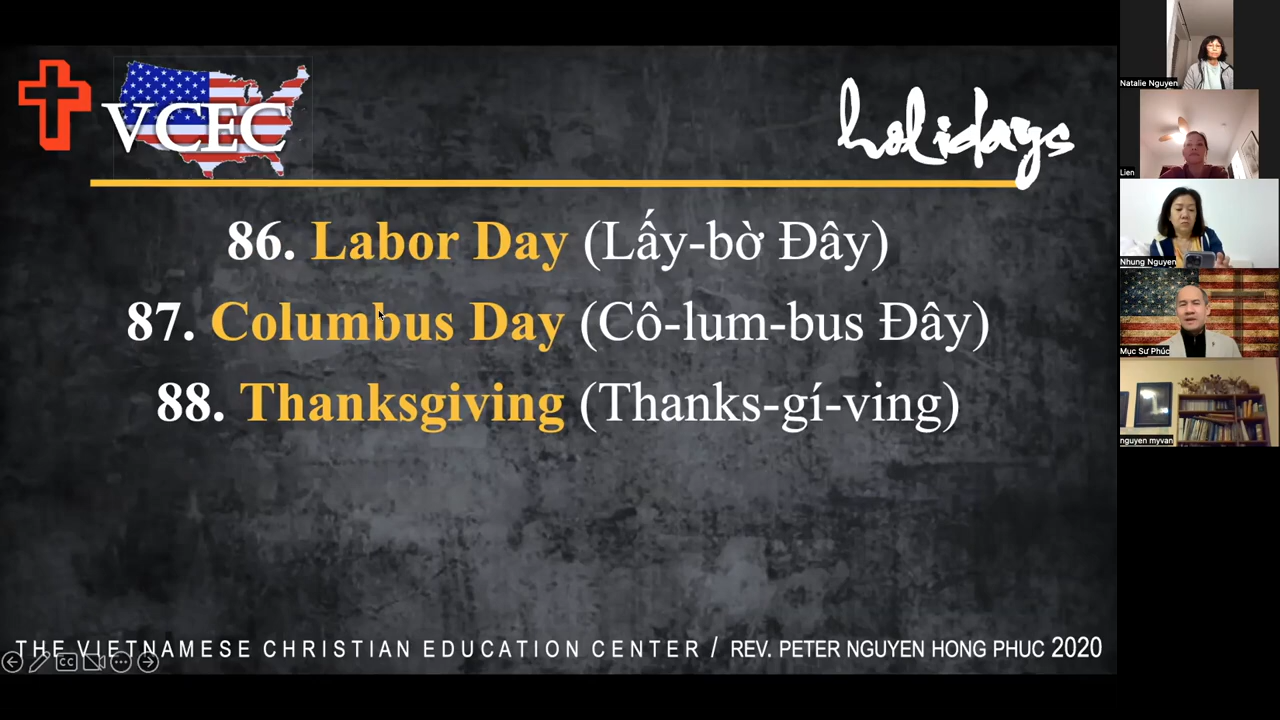 VCEC
holidays
86. Labor Day (Lấy-bờ Đây)
87. Columbus Day (Cô-lum-bus Đây)
88. Thanksgiving (Thanks-gí-ving)
THE VIETNAMESE CHRISTIAN EDUCATION CENTER / REV. PETER NGUYEN HONG PHUC 2020
CC
Natalie Nguyen
Lien
Nhung Nguyen
Mục Sư Phúc
nguyen myvan